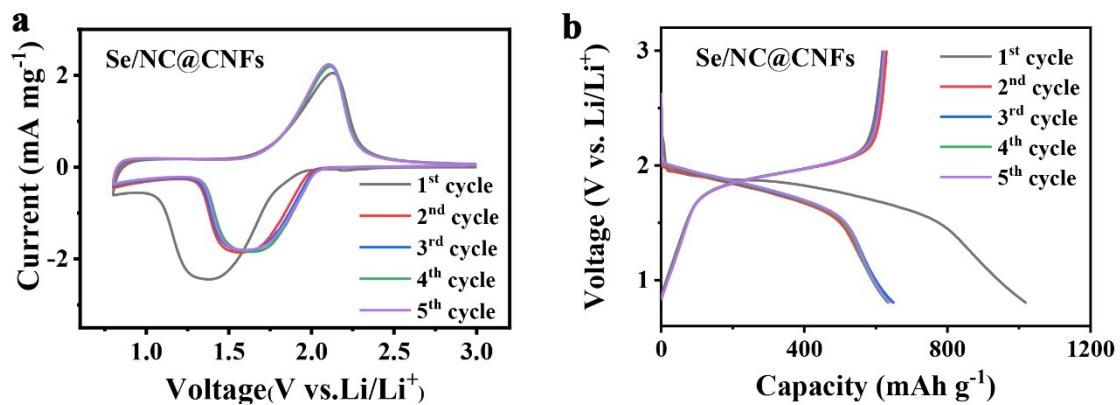 a
Se/NC@CNFs
2
0
-2
1.0 1.5 2.0 2.5 3.0
Current (mA mg⁻¹)
Voltage(V vs.Li/Li⁺
1ˢᵗ cycle
2ⁿᵈ cycle
3ʳᵈ cycle
4ᵗʰ cycle
5ᵗʰ cycle
b
Se/NC@CNFs
3
2
1
0 400 800 1200
Voltage (V vs. Li/Li⁺)
Capacity (mAh g⁻¹)
1ˢᵗ cycle
2ⁿᵈ cycle
3ʳᵈ cycle
4ᵗʰ cycle
5ᵗʰ cycle